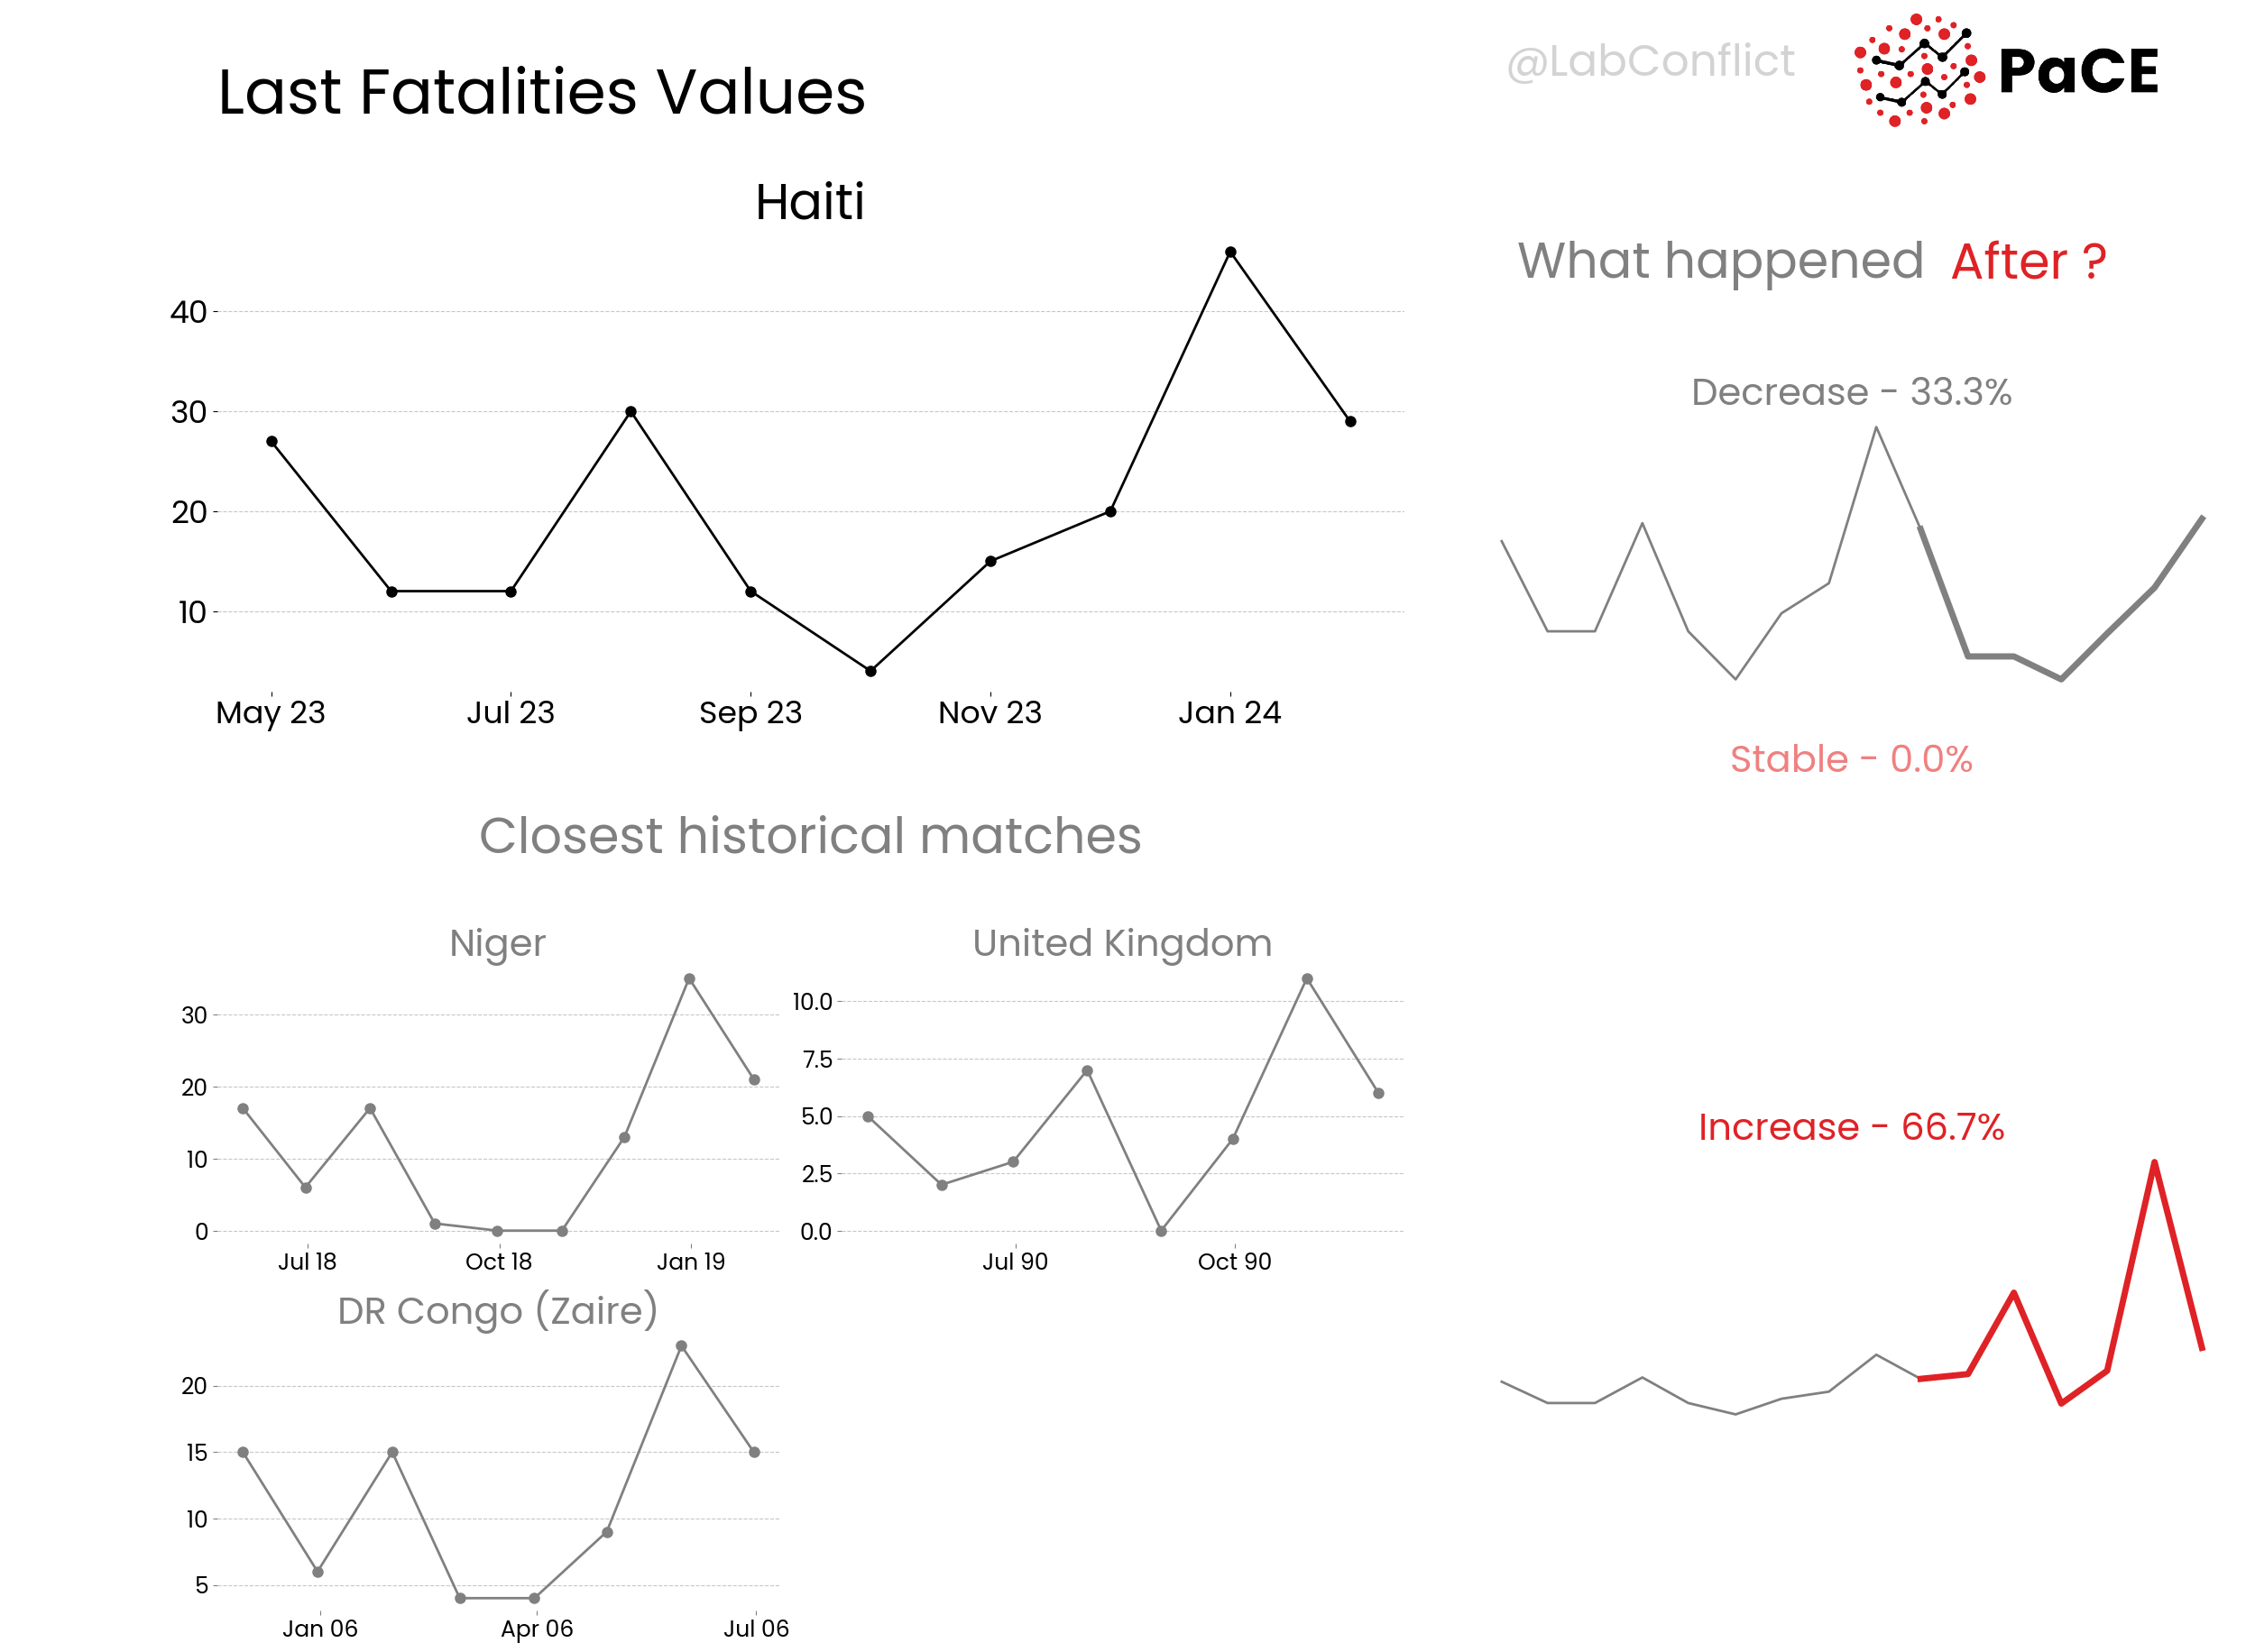 @LabConflict
PaCE
Last Fatalities Values
Haiti
40
30
20
10
May 23 Jul 23 Sep 23 Nov 23 Jan 24
What happened After ?
Decrease - 33.3%
Stable - 0.0%
Increase - 66.7%
Closest historical matches
Niger
30
20
10
0
Jul 18 Oct 18 Jan 19
United Kingdom
10.0
7.5
5.0
2.5
0.0
Jul 90 Oct 90
DR Congo (Zaire)
20
15
10
5
Jan 06 Apr 06 Jul 06